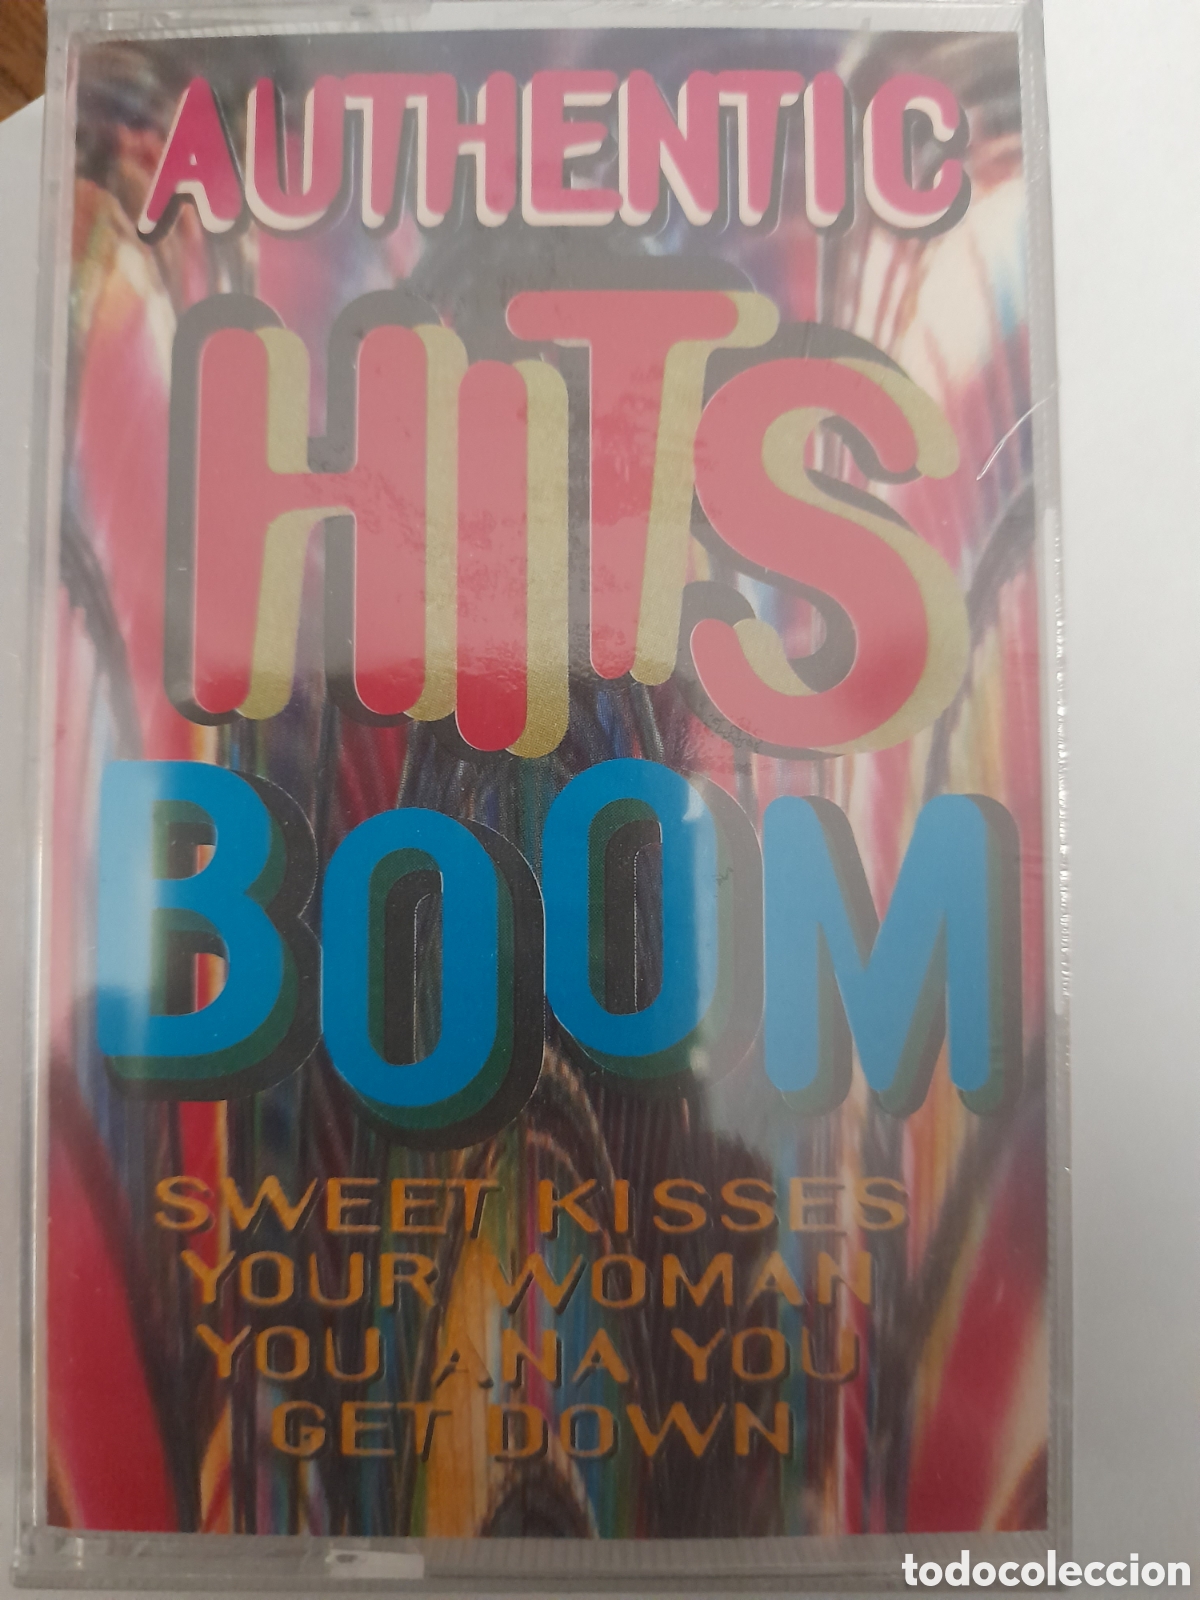 AUTHENTIC
HITS
BOOM
SWEET KISSES
YOUR WOMAN
YOU ANA YOU
GET DOWN
todocoleccion